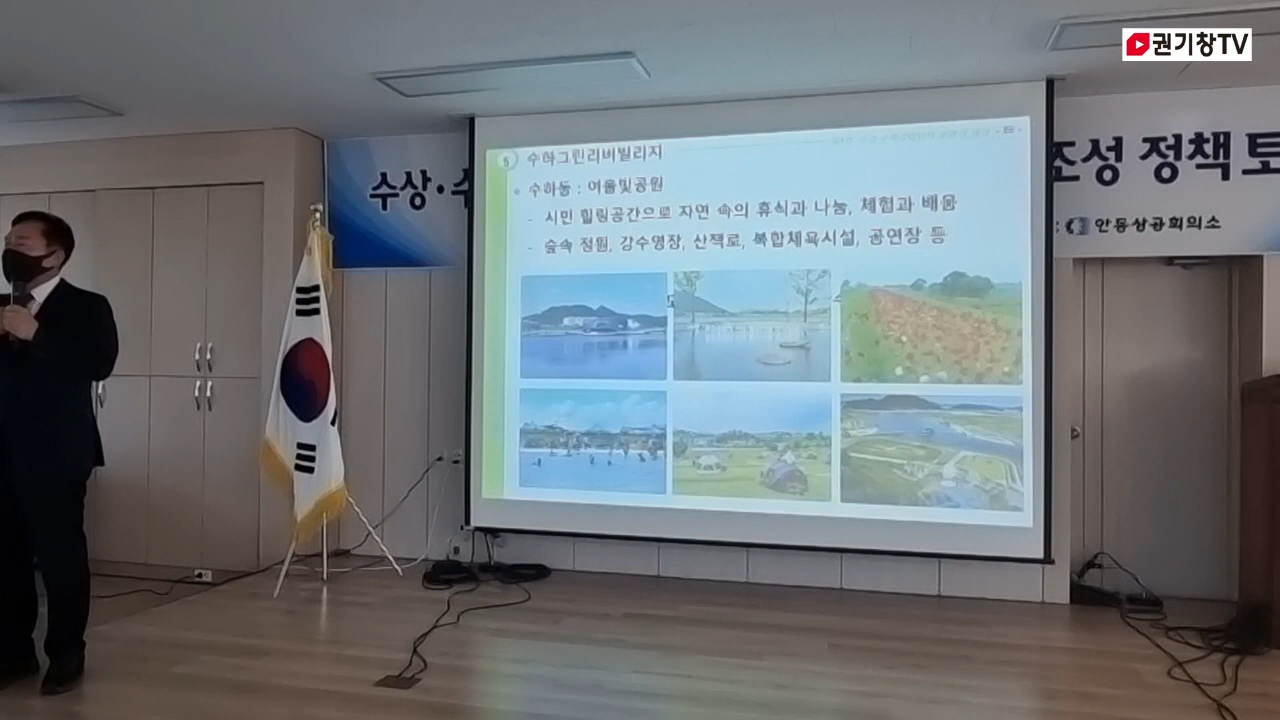 권기창TV
수상·수
조성 정책 토
: 안동상공회의소
5 수하그린리버빌리지
• 수하동 : 여울빛공원
- 시민 힐링공간으로 자연 속의 휴식과 나눔, 체험과 배움
- 숲속 정원, 강수영장, 산책로, 복합체육시설, 공연장 등